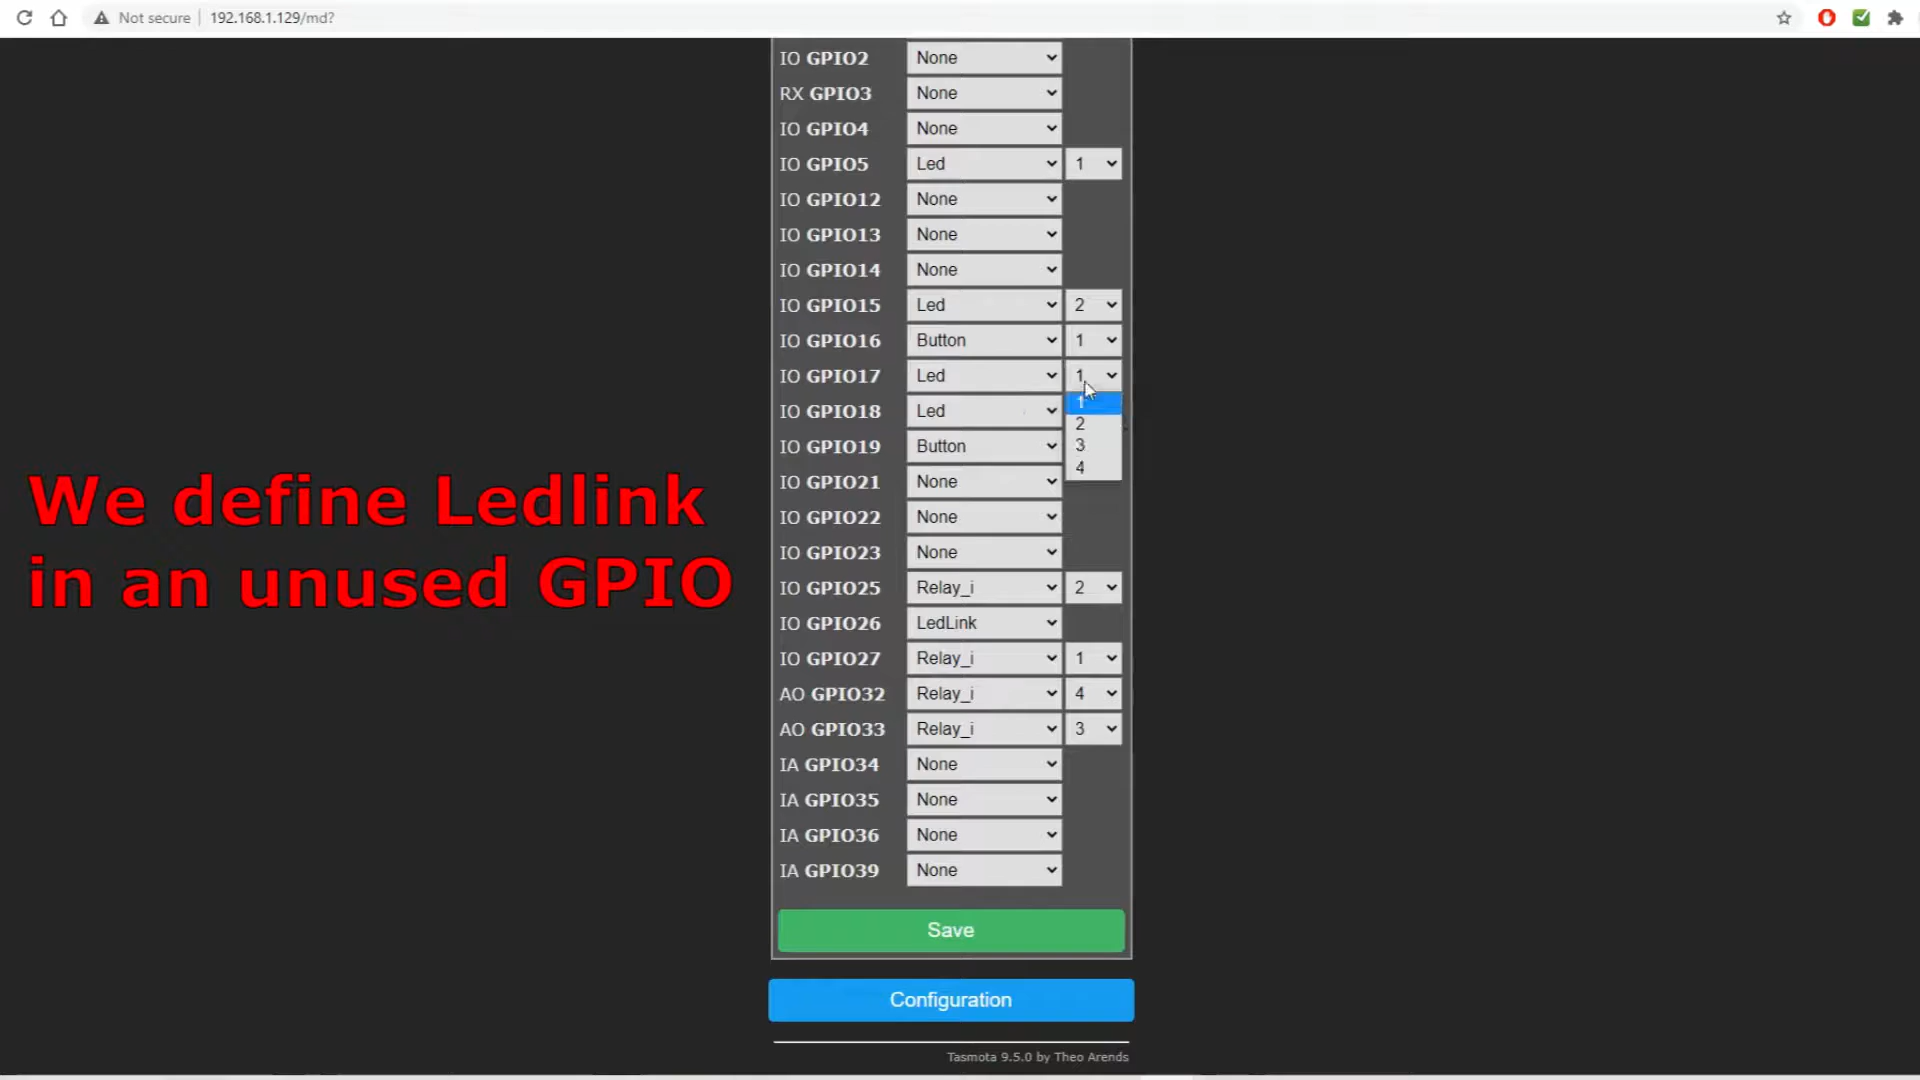 Not secure 192.168.1.129/md?
IO GPIO2 None
RX GPIO3 None
IO GPIO4 None
IO GPIO5 Led 1
IO GPIO12 None
IO GPIO13 None
IO GPIO14 None
IO GPIO15 Led 2
IO GPIO16 Button 1
IO GPIO17 Led 1
1
IO GPIO18 Led
2
IO GPIO19 Button 3
4
IO GPIO21 None
We define Ledlink
in an unused GPIO
IO GPIO22 None
IO GPIO23 None
IO GPIO25 Relay_i 2
IO GPIO26 LedLink
IO GPIO27 Relay_i 1
AO GPIO32 Relay_i 4
AO GPIO33 Relay_i 3
IA GPIO34 None
IA GPIO35 None
IA GPIO36 None
IA GPIO39 None
Save
Configuration
Tasmota 9.5.0 by Theo Arends